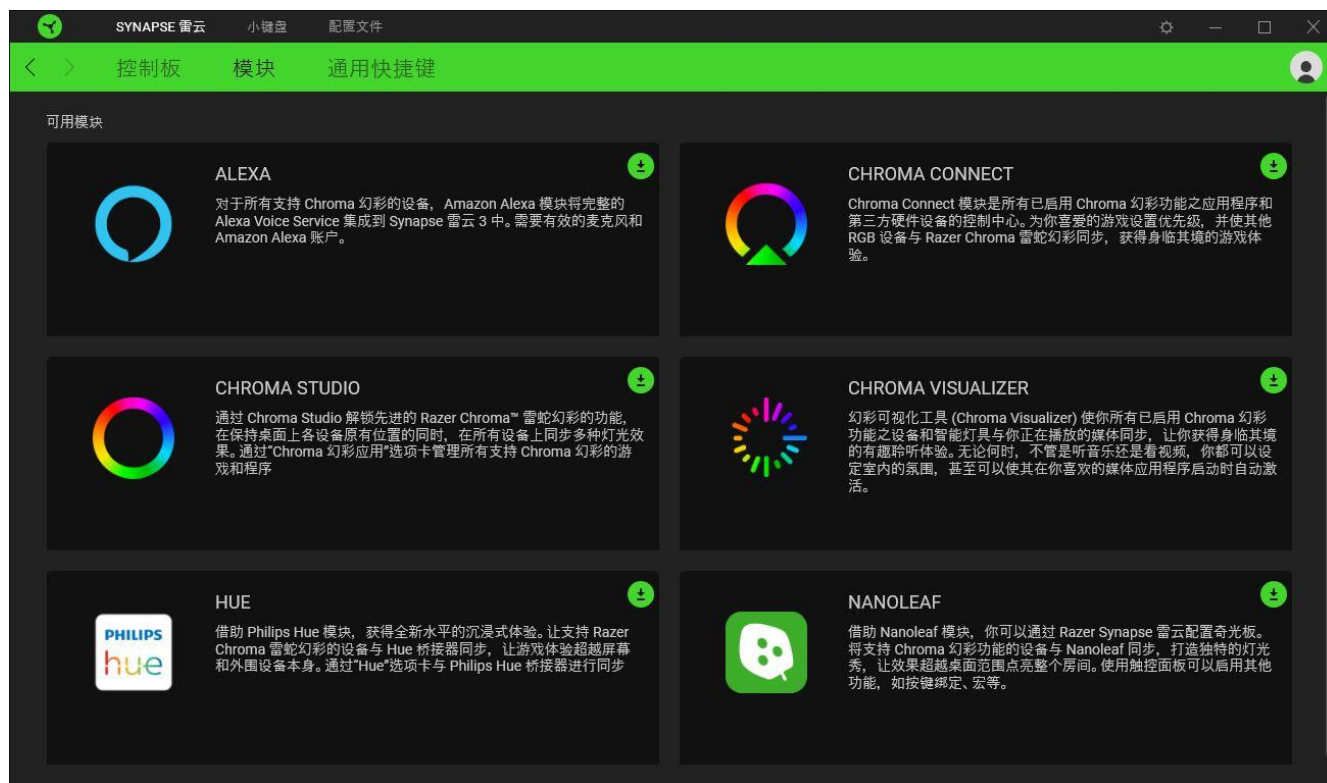 SYNAPSE 雷云
小键盘
配置文件
控制板
模块
通用快捷键
可用模块
ALEXA
对于所有支持 Chroma 幻彩的设备，Amazon Alexa 模块将完整的
Alexa Voice Service 集成到 Synapse 雷云 3 中。需要有效的麦克风和
Amazon Alexa 账户。
CHROMA CONNECT
Chroma Connect 模块是所有已启用 Chroma 幻彩功能之应用程序和
第三方硬件设备的控制中心。为你喜爱的游戏设置优先级，并使其他
RGB 设备与 Razer Chroma 雷蛇幻彩同步，获得身临其境的游戏体
验。
CHROMA STUDIO
通过 Chroma Studio 解锁先进的 Razer Chroma™ 雷蛇幻彩的功能，
在保持桌面上各设备原有位置的同时，在所有设备上同步多种灯光效
果。通过“Chroma 幻彩应用”选项卡管理所有支持 Chroma 幻彩的游
戏和程序
CHROMA VISUALIZER
幻彩可视化工具 (Chroma Visualizer) 使你所有已启用 Chroma 幻彩
功能之设备和智能灯具与你正在播放的媒体同步，让你获得身临其境
的有趣聆听体验。无论何时，不管是听音乐还是看视频，你都可以设
定室内的氛围，甚至可以使其在你喜欢的媒体应用程序启动时自动激
活。
PHILIPS
hue
HUE
借助 Philips Hue 模块，获得全新水平的沉浸式体验。让支持 Razer
Chroma 雷蛇幻彩的设备与 Hue 桥接器同步，让游戏体验超越屏幕
和外围设备本身。通过“Hue”选项卡与 Philips Hue 桥接器进行同步
NANOLEAF
借助 Nanoleaf 模块，你可以通过 Razer Synapse 雷云配置奇光板。
将支持 Chroma 幻彩功能的设备与 Nanoleaf 同步，打造独特的灯光
秀，让效果超越桌面范围点亮整个房间。使用触控面板可以启用其他
功能，如按键绑定、宏等。